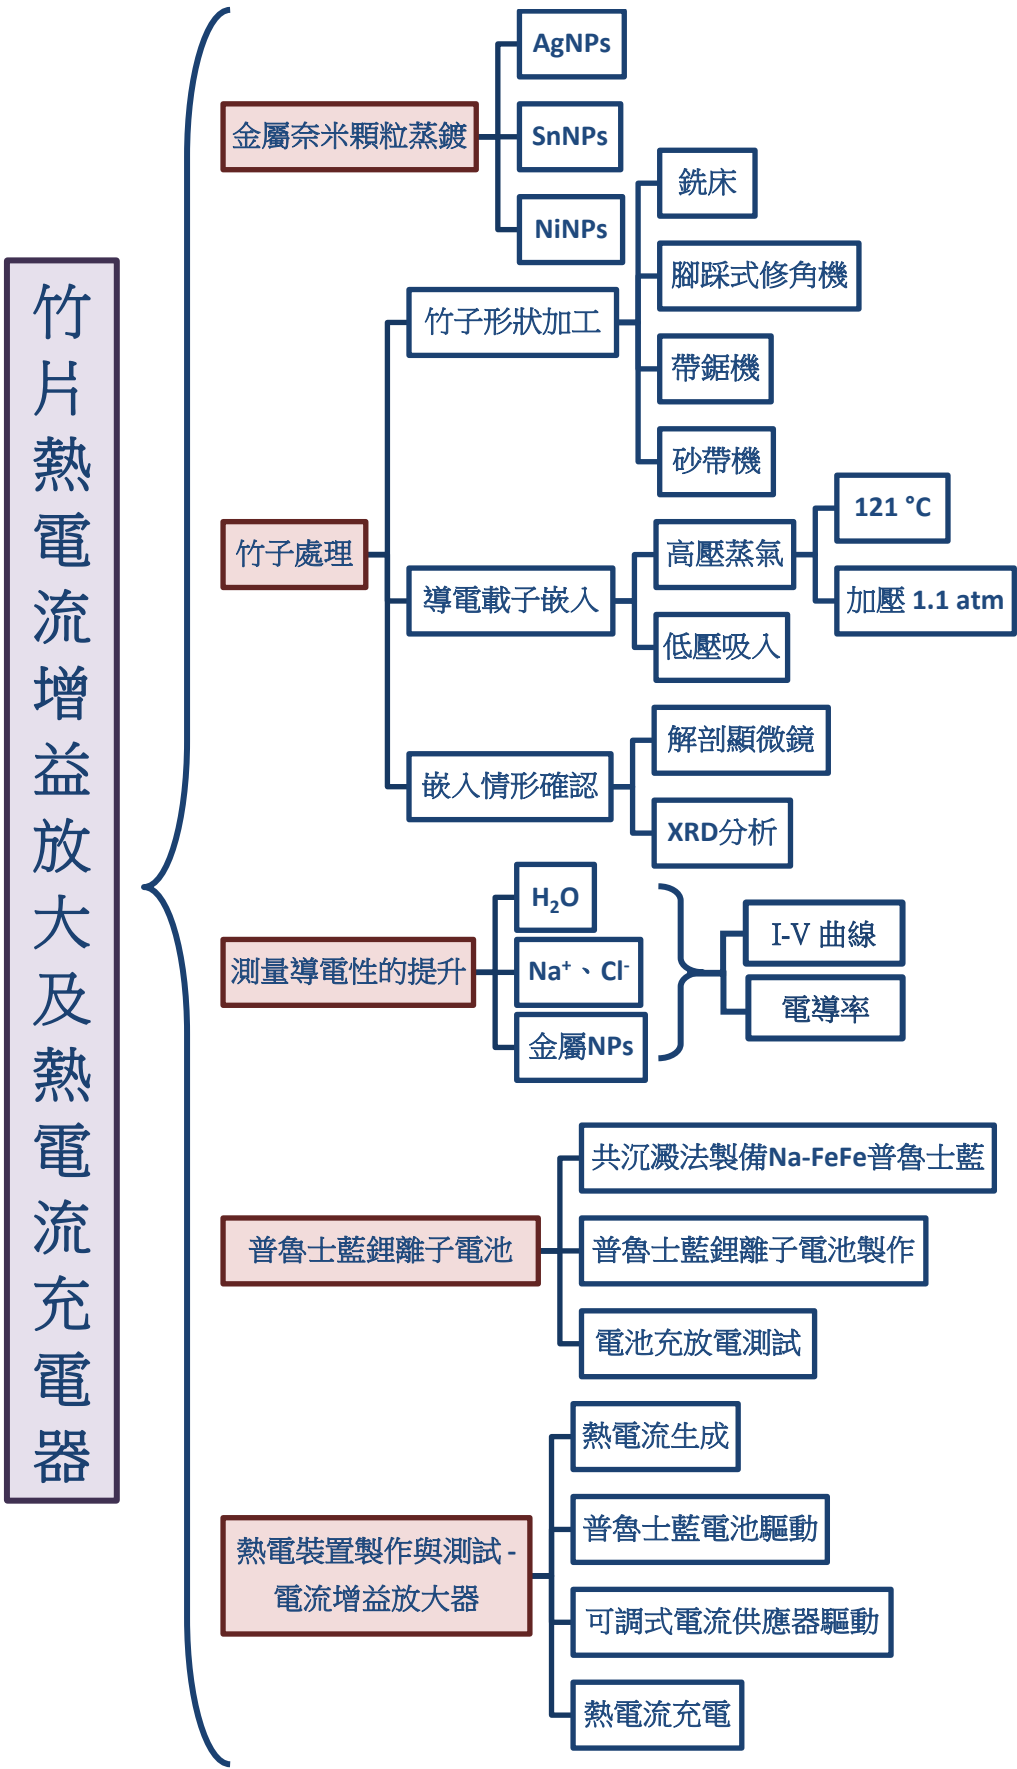 竹片熱電流增益放大及熱電流充電器
金屬奈米顆粒蒸鍍
AgNPs
SnNPs
NiNPs
竹子處理
竹子形狀加工
銑床
腳踩式修角機
帶鋸機
砂帶機
導電載子嵌入
高壓蒸氣
121 °C
加壓 1.1 atm
低壓吸入
嵌入情形確認
解剖顯微鏡
XRD分析
測量導電性的提升
H₂O
Na⁺、Cl⁻
金屬NPs
I-V 曲線
電導率
普魯士藍鋰離子電池
共沉澱法製備Na-FeFe普魯士藍
普魯士藍鋰離子電池製作
電池充放電測試
熱電裝置製作與測試 -
電流增益放大器
熱電流生成
普魯士藍電池驅動
可調式電流供應器驅動
熱電流充電